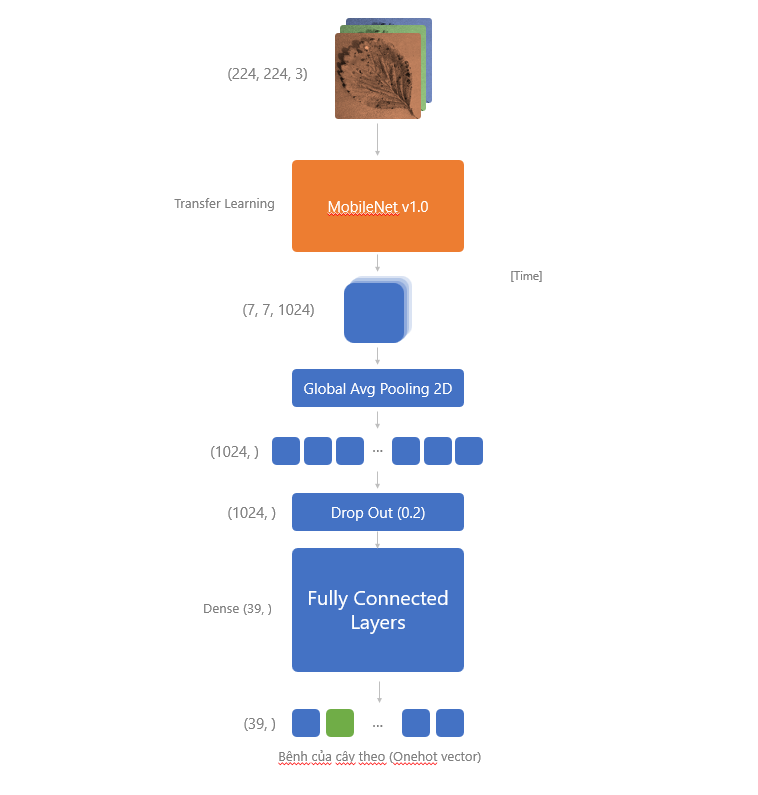 (224, 224, 3)
Transfer Learning
MobileNet v1.0
[Time]
(7, 7, 1024)
Global Avg Pooling 2D
(1024, )
...
(1024, )
Drop Out (0.2)
Dense (39, )
Fully Connected
Layers
(39, )
...
Bênh của cây theo (Onehot vector)